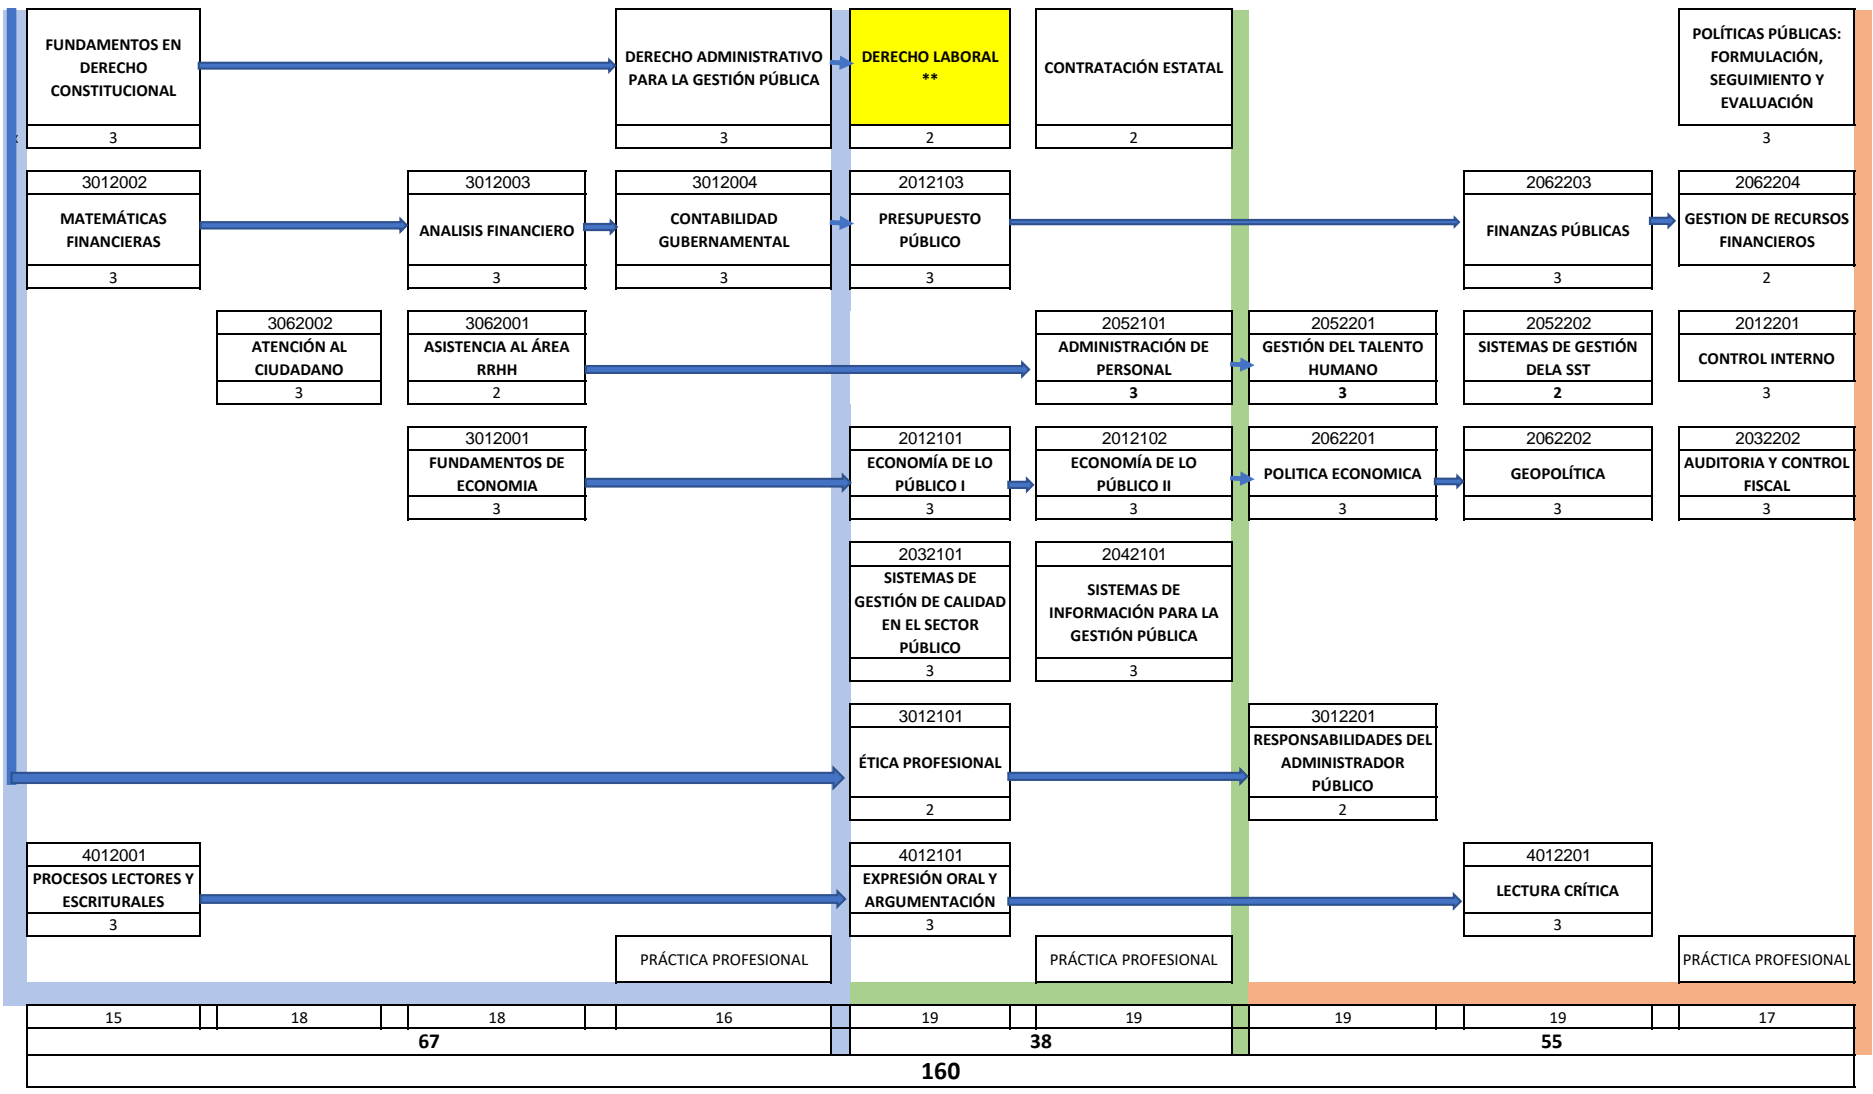 FUNDAMENTOS EN
DERECHO
CONSTITUCIONAL
3
DERECHO ADMINISTRATIVO
PARA LA GESTIÓN PÚBLICA
3
DERECHO LABORAL
**
2
CONTRATACIÓN ESTATAL
2
POLÍTICAS PÚBLICAS:
FORMULACIÓN,
SEGUIMIENTO Y
EVALUACIÓN
3
3012002
MATEMÁTICAS
FINANCIERAS
3
3012003
ANALISIS FINANCIERO
3
3012004
CONTABILIDAD
GUBERNAMENTAL
3
2012103
PRESUPUESTO
PÚBLICO
3
2062203
FINANZAS PÚBLICAS
3
2062204
GESTION DE RECURSOS
FINANCIEROS
2
3062002
ATENCIÓN AL
CIUDADANO
3
3062001
ASISTENCIA AL ÁREA
RRHH
2
2052101
ADMINISTRACIÓN DE
PERSONAL
3
2052201
GESTIÓN DEL TALENTO
HUMANO
3
2052202
SISTEMAS DE GESTIÓN
DELA SST
2
2012201
CONTROL INTERNO
3
3012001
FUNDAMENTOS DE
ECONOMIA
3
2012101
ECONOMÍA DE LO
PÚBLICO I
3
2012102
ECONOMÍA DE LO
PÚBLICO II
3
2062201
POLITICA ECONOMICA
3
2062202
GEOPOLÍTICA
3
2032202
AUDITORIA Y CONTROL
FISCAL
3
2032101
SISTEMAS DE
GESTIÓN DE CALIDAD
EN EL SECTOR
PÚBLICO
3
2042101
SISTEMAS DE
INFORMACIÓN PARA LA
GESTIÓN PÚBLICA
3
3012101
ÉTICA PROFESIONAL
2
3012201
RESPONSABILIDADES DEL
ADMINISTRADOR
PÚBLICO
2
4012001
PROCESOS LECTORES Y
ESCRITURALES
3
4012101
EXPRESIÓN ORAL Y
ARGUMENTACIÓN
3
4012201
LECTURA CRÍTICA
3
PRÁCTICA PROFESIONAL
PRÁCTICA PROFESIONAL
PRÁCTICA PROFESIONAL
15 18 18 16 19 19 19 19 17
67 38 55
160